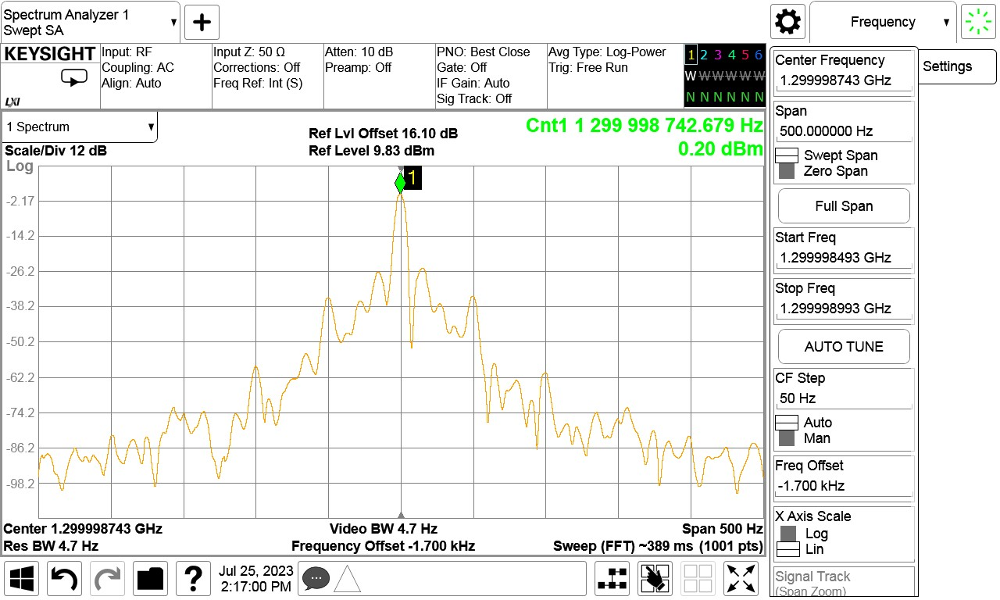 Spectrum Analyzer 1
Swept SA
Frequency
KEYSIGHT
LXI
Input: RF
Coupling: AC
Align: Auto
Input Z: 50 Ω
Corrections: Off
Freq Ref: Int (S)
Atten: 10 dB
Preamp: Off
PNO: Best Close
Gate: Off
IF Gain: Auto
Sig Track: Off
Avg Type: Log-Power
Trig: Free Run
1 2 3 4 5 6
W W W W W W
N N N N N N
1 Spectrum
Scale/Div 12 dB
Ref Lvl Offset 16.10 dB
Ref Level 9.83 dBm
Cnt1 1 299 998 742.679 Hz
0.20 dBm
Log
1
-2.17
-14.2
-26.2
-38.2
-50.2
-62.2
-74.2
-86.2
-98.2
Center 1.299998743 GHz
Res BW 4.7 Hz
Video BW 4.7 Hz
Frequency Offset -1.700 kHz
Span 500 Hz
Sweep (FFT) ~389 ms (1001 pts)
Center Frequency
1.299998743 GHz
Span
500.000000 Hz
Swept Span
Zero Span
Full Span
Start Freq
1.299998493 GHz
Stop Freq
1.299998993 GHz
AUTO TUNE
CF Step
50 Hz
Auto
Man
Freq Offset
-1.700 kHz
X Axis Scale
Log
Lin
Signal Track
(Span Zoom)
Settings
?
Jul 25, 2023
2:17:00 PM